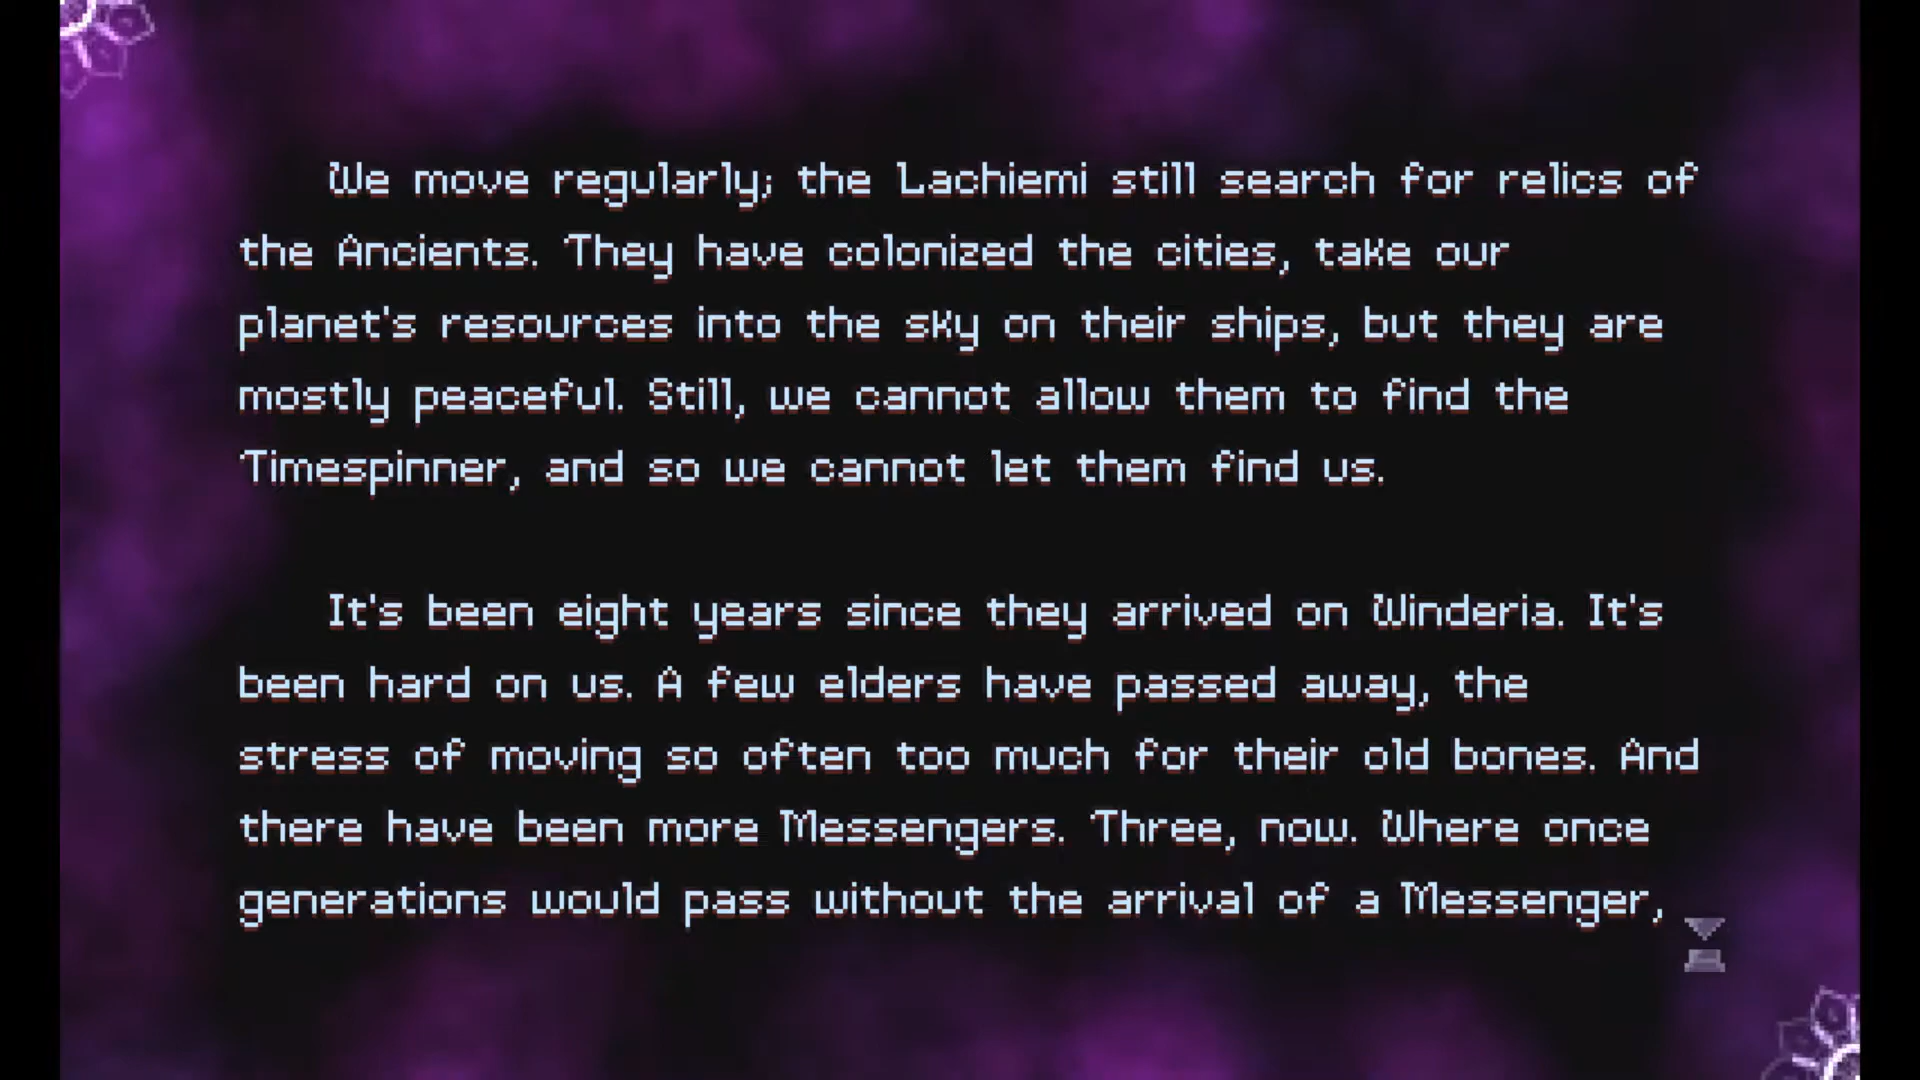 We move regularly; the Lachiemi still search for relics of
the Ancients. They have colonized the cities, take our
planet's resources into the sky on their ships, but they are
mostly peaceful. Still, we cannot allow them to find the
Timespinner, and so we cannot let them find us.
It's been eight years since they arrived on Winderia. It's
been hard on us. A few elders have passed away, the
stress of moving so often too much for their old bones. And
there have been more Messengers. Three, now. Where once
generations would pass without the arrival of a Messenger,